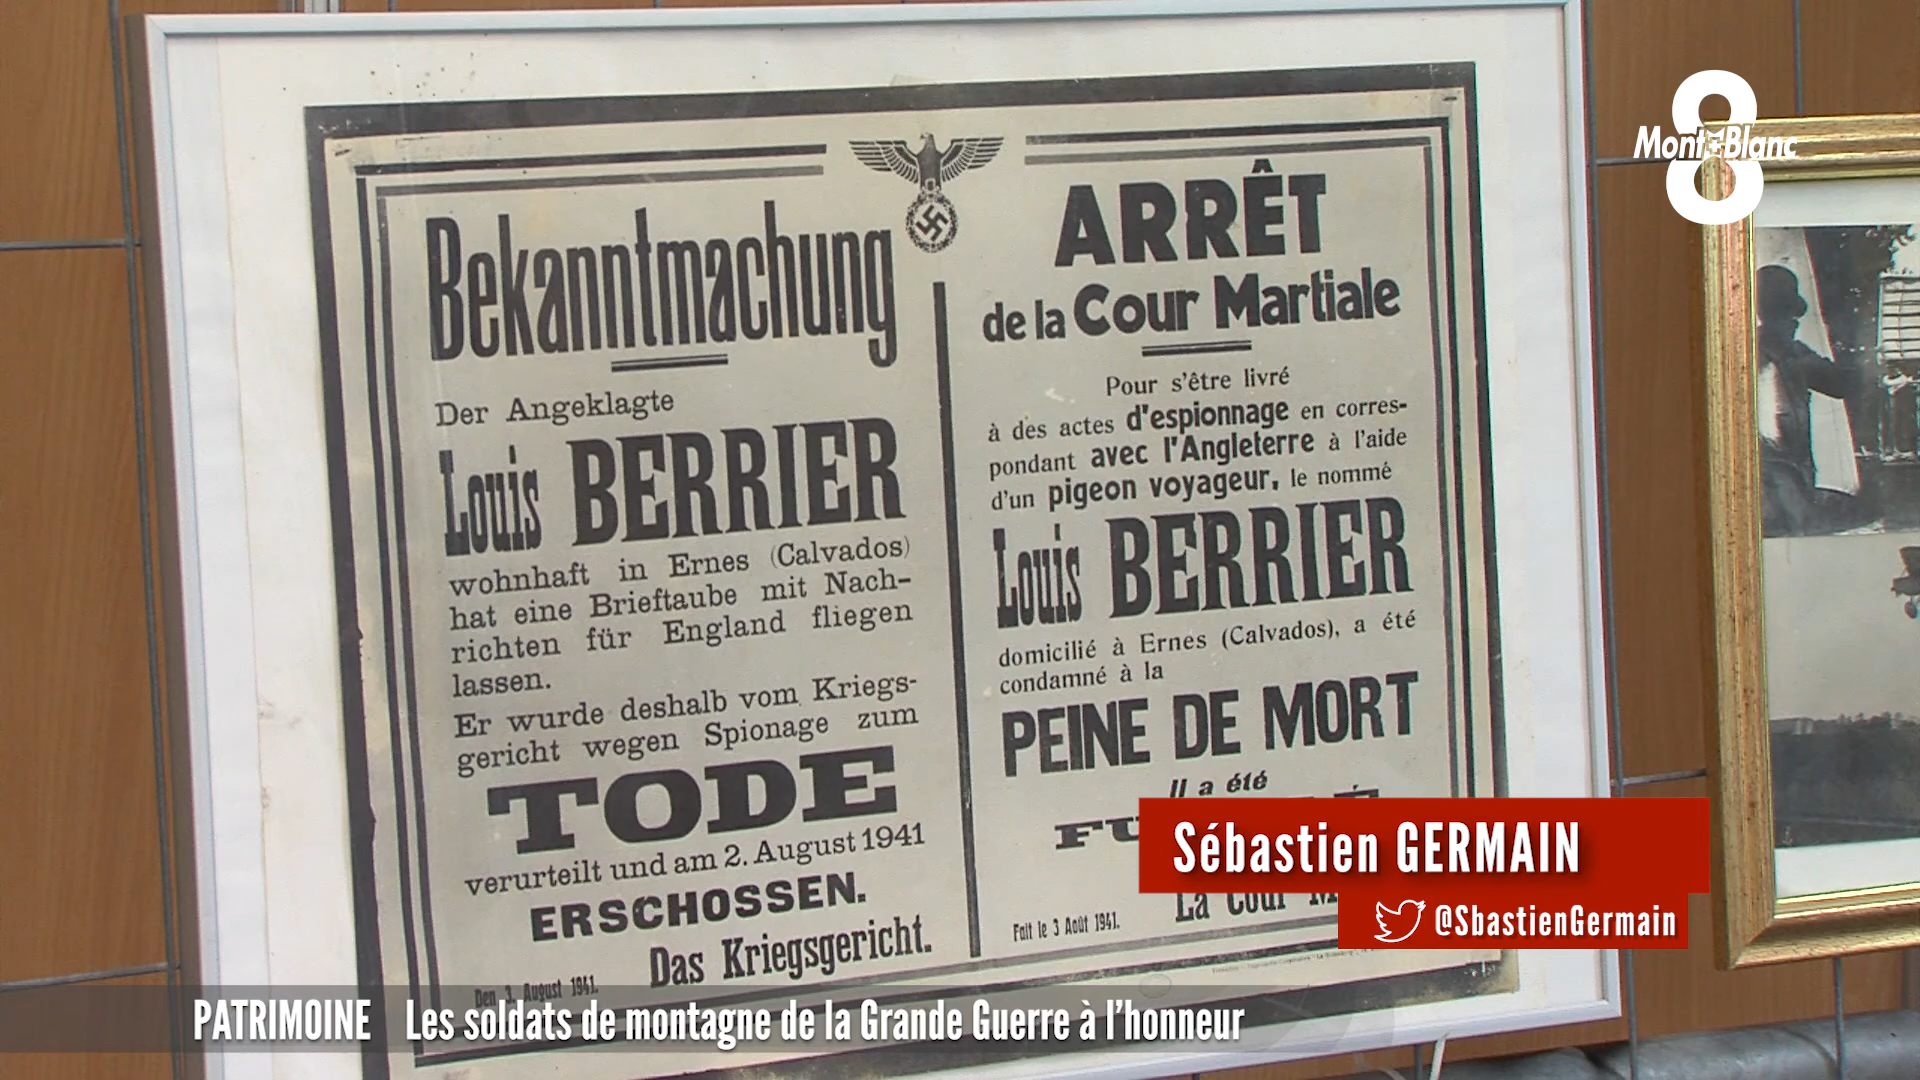 8
Mont-Blanc
Bekanntmachung
Der Angeklagte
Louis BERRIER
wohnhaft in Ernes (Calvados)
hat eine Brieftaube mit Nach-
richten für England fliegen
lassen.
Er wurde deshalb vom Kriegs-
gericht wegen Spionage zum
TODE
verurteilt und am 2. August 1941
ERSCHOSSEN.
Das Kriegsgericht.
Den 3. August 1941.
ARRÊT
de la Cour Martiale
Pour s'être livré
à des actes d'espionnage en corres-
pondant avec l'Angleterre à l'aide
d'un pigeon voyageur, le nommé
Louis BERRIER
domicilié à Ernes (Calvados), a été
condamné à la
PEINE DE MORT
Il a été
La Cour
Fait le 3 Août 1941.
Sébastien GERMAIN
@SbastienGermain
PATRIMOINE Les soldats de montagne de la Grande Guerre à l'honneur